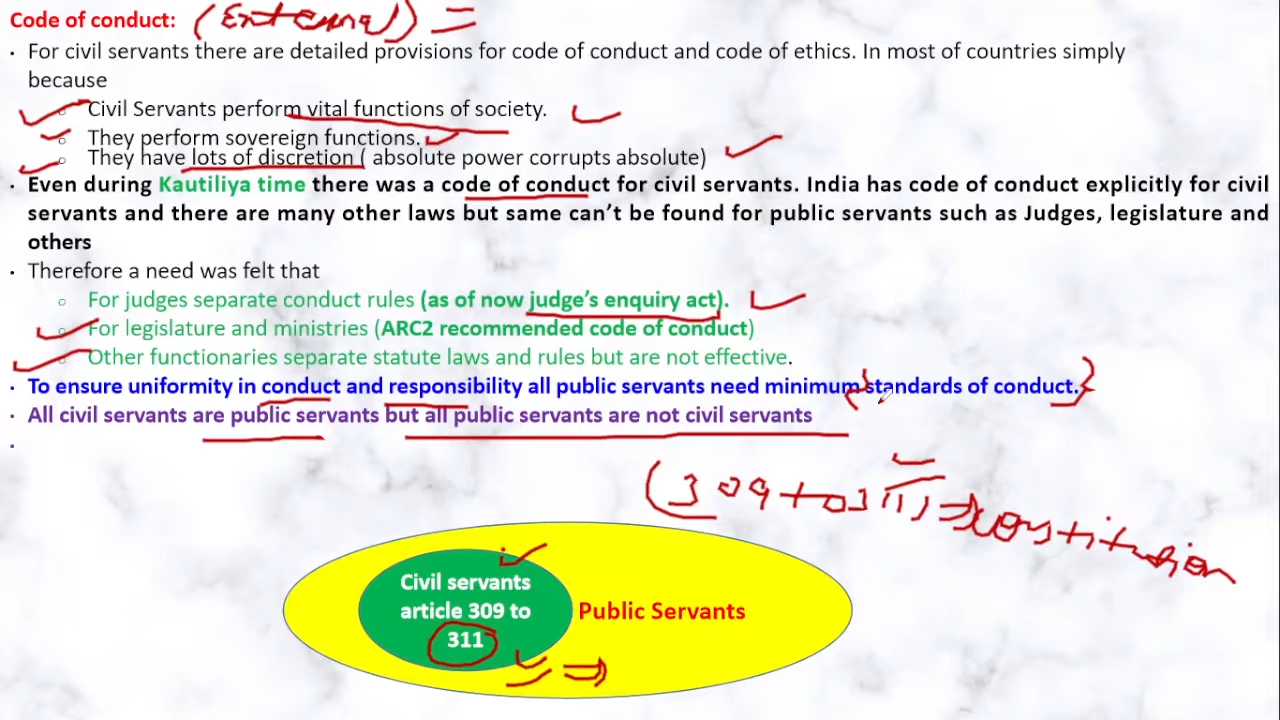 Code of conduct: (External) =
• For civil servants there are detailed provisions for code of conduct and code of ethics. In most of countries simply
because
○ Civil Servants perform vital functions of society.
○ They perform sovereign functions.
○ They have lots of discretion ( absolute power corrupts absolute)
• Even during Kautiliya time there was a code of conduct for civil servants. India has code of conduct explicitly for civil
servants and there are many other laws but same can’t be found for public servants such as Judges, legislature and
others
• Therefore a need was felt that
○ For judges separate conduct rules (as of now judge’s enquiry act).
○ For legislature and ministries (ARC2 recommended code of conduct)
○ Other functionaries separate statute laws and rules but are not effective.
• To ensure uniformity in conduct and responsibility all public servants need minimum standards of conduct.
• All civil servants are public servants but all public servants are not civil servants
•
(309 to 311) ⇒ constitution
Civil servants
article 309 to
311
Public Servants